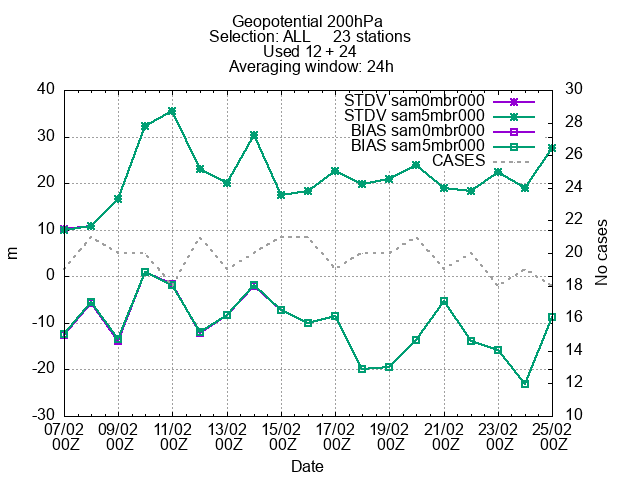 Geopotential 200hPa
Selection: ALL 23 stations
Used 12 + 24
Averaging window: 24h
STDV sam0mbr000
STDV sam5mbr000
BIAS sam0mbr000
BIAS sam5mbr000
CASES
40
30
20
10
0
-10
-20
-30
m
30
28
26
24
22
20
18
16
14
12
10
No cases
07/02 09/02 11/02 13/02 15/02 17/02 19/02 21/02 23/02 25/02
00Z 00Z 00Z 00Z 00Z 00Z 00Z 00Z 00Z 00Z
Date